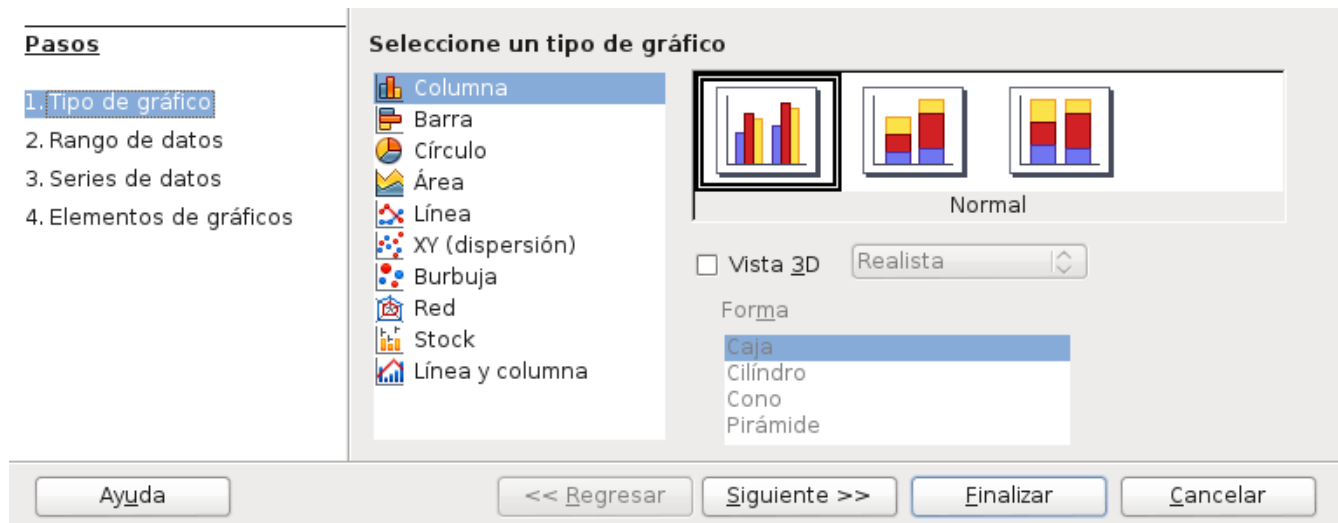 Pasos
1. Tipo de gráfico
2. Rango de datos
3. Series de datos
4. Elementos de gráficos
Seleccione un tipo de gráfico
Columna
Barra
Círculo
Área
Línea
XY (dispersión)
Burbuja
Red
Stock
Línea y columna
Normal
Vista 3D
Realista
Forma
Caja
Cilíndro
Cono
Pirámide
Ayuda
<< Regresar
Siguiente >>
Finalizar
Cancelar